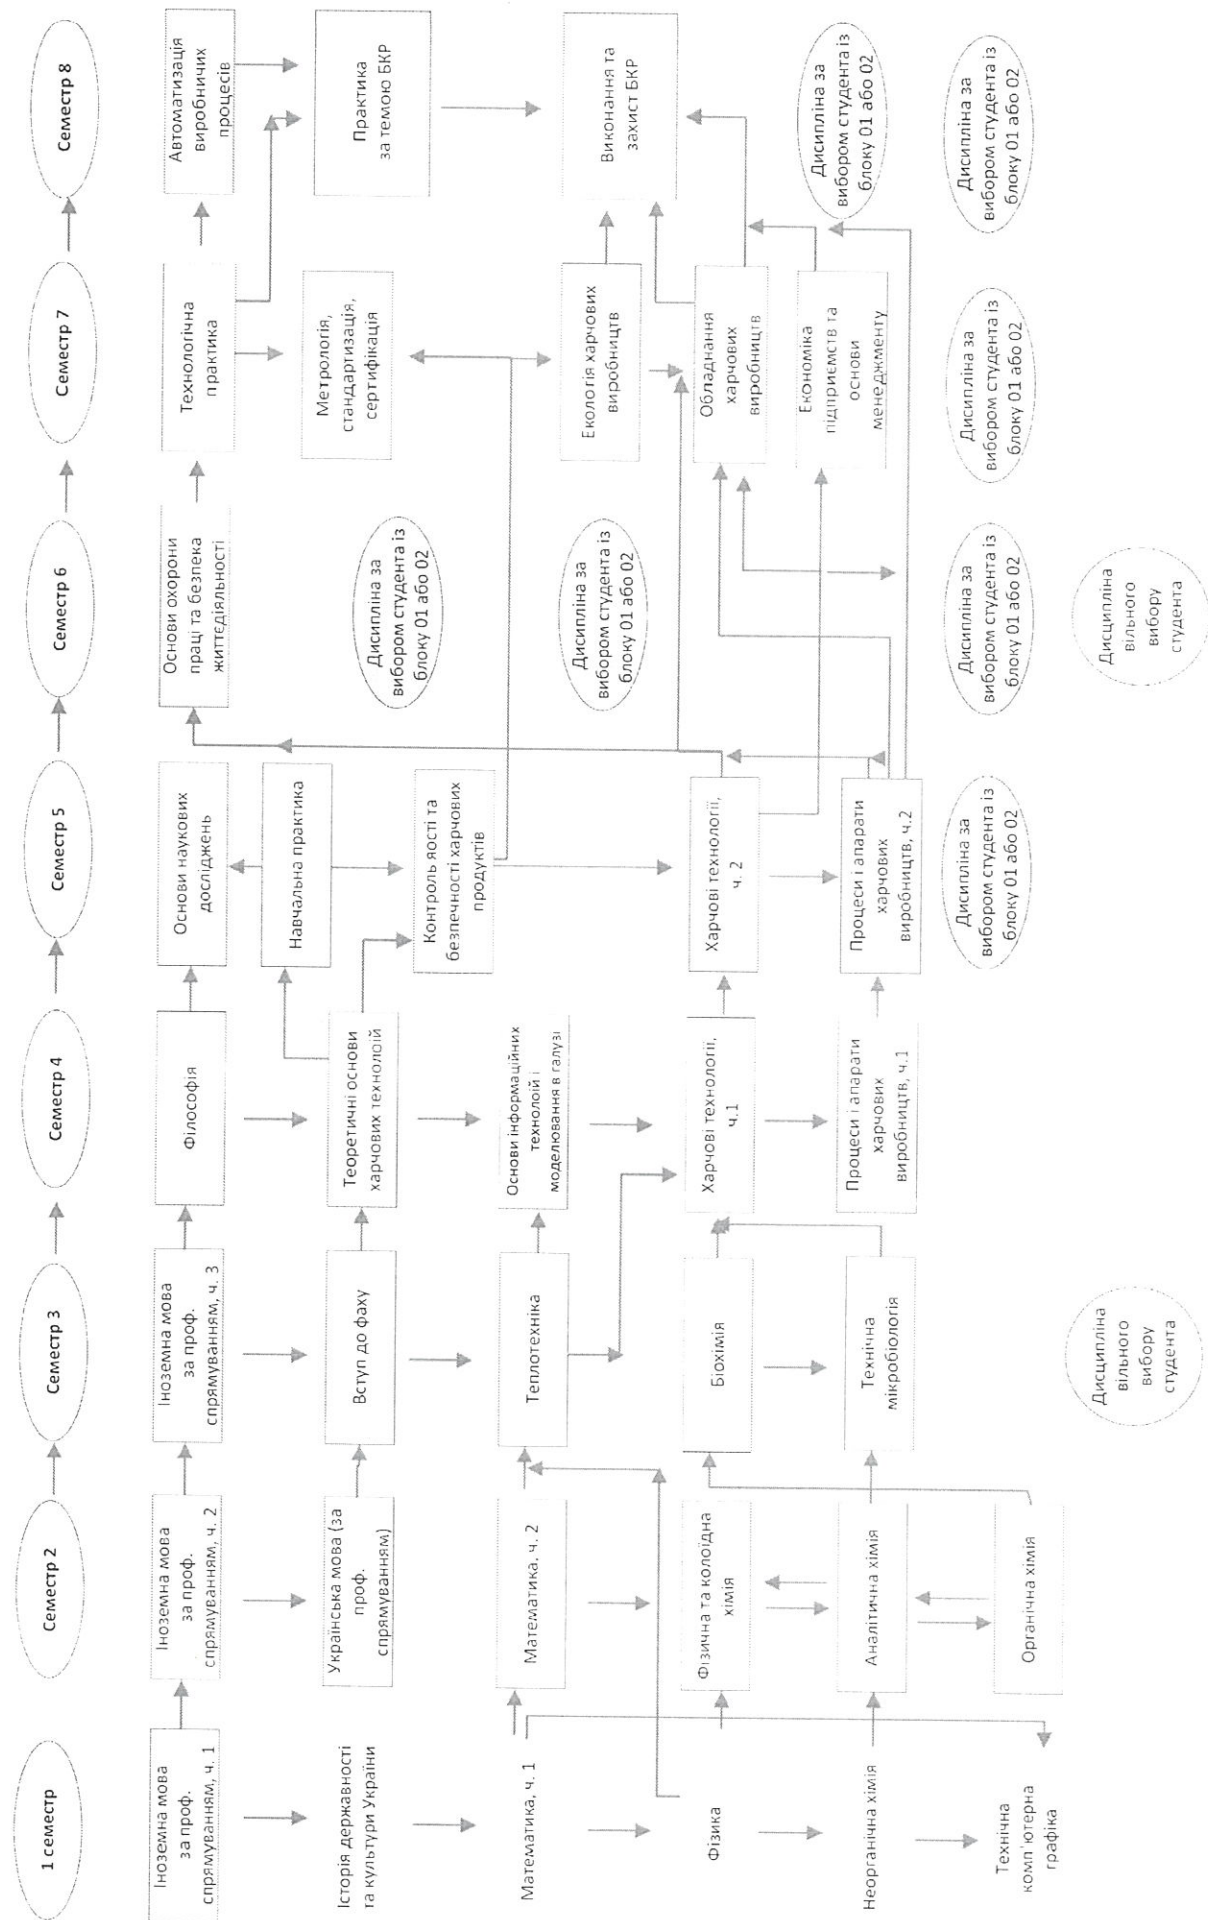 1 семестр
Семестр 2
Семестр 3
Семестр 4
Семестр 5
Семестр 6
Семестр 7
Семестр 8
Іноземна мова
за проф.
спрямуванням, ч. 1
Історія державності
та культури України
Математика, ч. 1
Фізика
Неорганічна хімія
Технічна
комп'ютерна
графіка
Іноземна мова
за проф.
спрямуванням, ч. 2
Українська мова (за
проф.
спрямуванням)
Математика. ч. 2
Фізична та колоїдна
хімія
Аналітична хімія
Органічна хімія
Іноземна мова
за проф.
спрямуванням, ч. 3
Вступ до фаху
Теплотехніка
Біохімія
Технічна
мікробіологія
Дисципліна
вільного
вибору
студента
Філософія
Теоретичні основи
харчових технолоій
Основи інформаційних
технолоій і
моделювання в галузі
Харчові технології,
ч.1
Процеси і апарати
харчових
виробництв, ч.1
Основи наукових
досліджень
Навчальна практика
Контроль яості та
безпечності харчових
продуктів
Харчові технології,
ч. 2
Процеси і апарати
харчових
виробництв, ч.2
Дисипліна за
вибором студента із
блоку 01 або 02
Основи охорони
праці та безпека
життєдіяльності
Дисипліна за
вибором студента із
блоку 01 або 02
Дисипліна за
вибором студента із
блоку 01 або 02
Дисипліна за
вибором студента із
блоку 01 або 02
Дисципліна
вільного
вибору
студента
Технологічна
практика
Метрологія,
стандартизація,
сертифікація
Екологія харчових
виробництв
Обладнання
харчових
виробництв
Економіка
підприємств та
основи
менеджменту
Дисипліна за
вибором студента із
блоку 01 або 02
Автоматизація
виробничих
процесів
Практика
за темою БКР
Виконання та
захист БКР
Дисипліна за
вибором студента із
блоку 01 або 02
Дисипліна за
вибором студента із
блоку 01 або 02